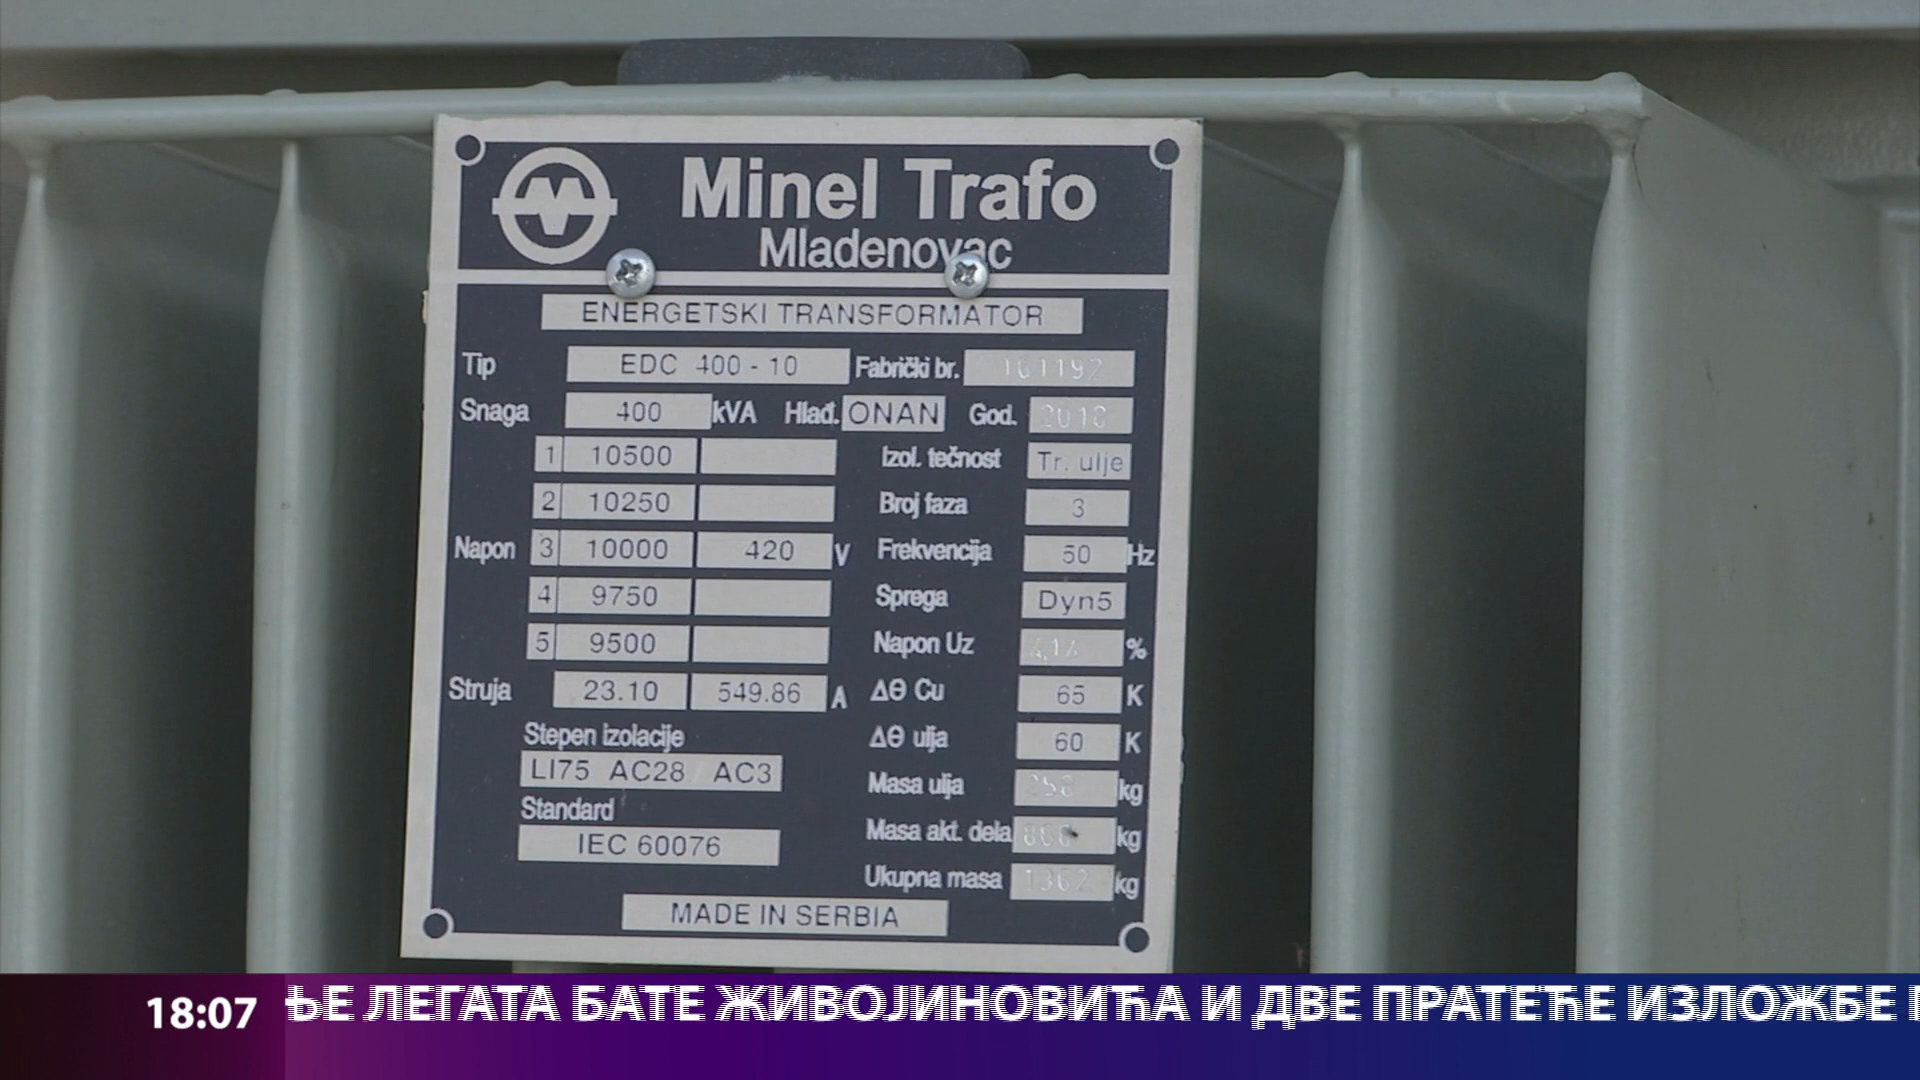 Minel Trafo
Mladenovac
ENERGETSKI TRANSFORMATOR
Tip EDC 400 - 10 Fabrički br. 161192
Snaga 400 kVA Hlađ. ONAN God.
1 10500 Izol. tečnost Tr. ulje
2 10250 Broj faza 3
Napon 3 10000 420 V Frekvencija 50 Hz
4 9750 Sprega Dyn5
5 9500 Napon Uz %
Struja 23.10 549.86 A Δθ Cu 65 K
Stepen izolacije Δθ ulja 60 K
LI75 AC28 / AC3 Masa ulja kg
Standard Masa akt. dela kg
IEC 60076 Ukupna masa 1362 kg
MADE IN SERBIA
18:07 ЊЕ ЛЕГАТА БАТЕ ЖИВОЈИНОВИЋА И ДВЕ ПРАТЕЋЕ ИЗЛОЖБЕ